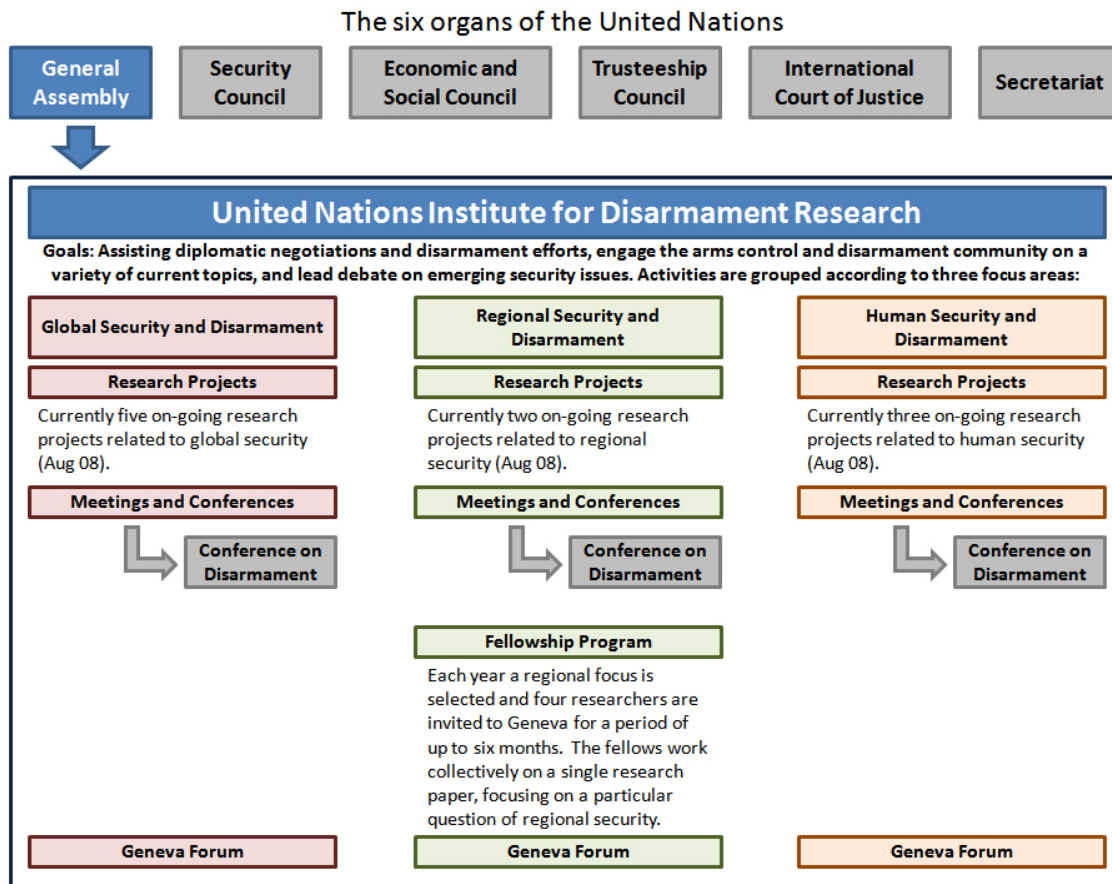 The six organs of the United Nations
General
Assembly
Security
Council
Economic and
Social Council
Trusteeship
Council
International
Court of Justice
Secretariat
United Nations Institute for Disarmament Research
Goals: Assisting diplomatic negotiations and disarmament efforts, engage the arms control and disarmament community on a
variety of current topics, and lead debate on emerging security issues. Activities are grouped according to three focus areas:
Global Security and Disarmament
Research Projects
Currently five on-going research
projects related to global security
(Aug 08).
Meetings and Conferences
Conference on
Disarmament
Geneva Forum
Regional Security and
Disarmament
Research Projects
Currently two on-going research
projects related to regional
security (Aug 08).
Meetings and Conferences
Conference on
Disarmament
Fellowship Program
Each year a regional focus is
selected and four researchers are
invited to Geneva for a period of
up to six months. The fellows work
collectively on a single research
paper, focusing on a particular
question of regional security.
Geneva Forum
Human Security and
Disarmament
Research Projects
Currently three on-going research
projects related to human security
(Aug 08).
Meetings and Conferences
Conference on
Disarmament
Geneva Forum